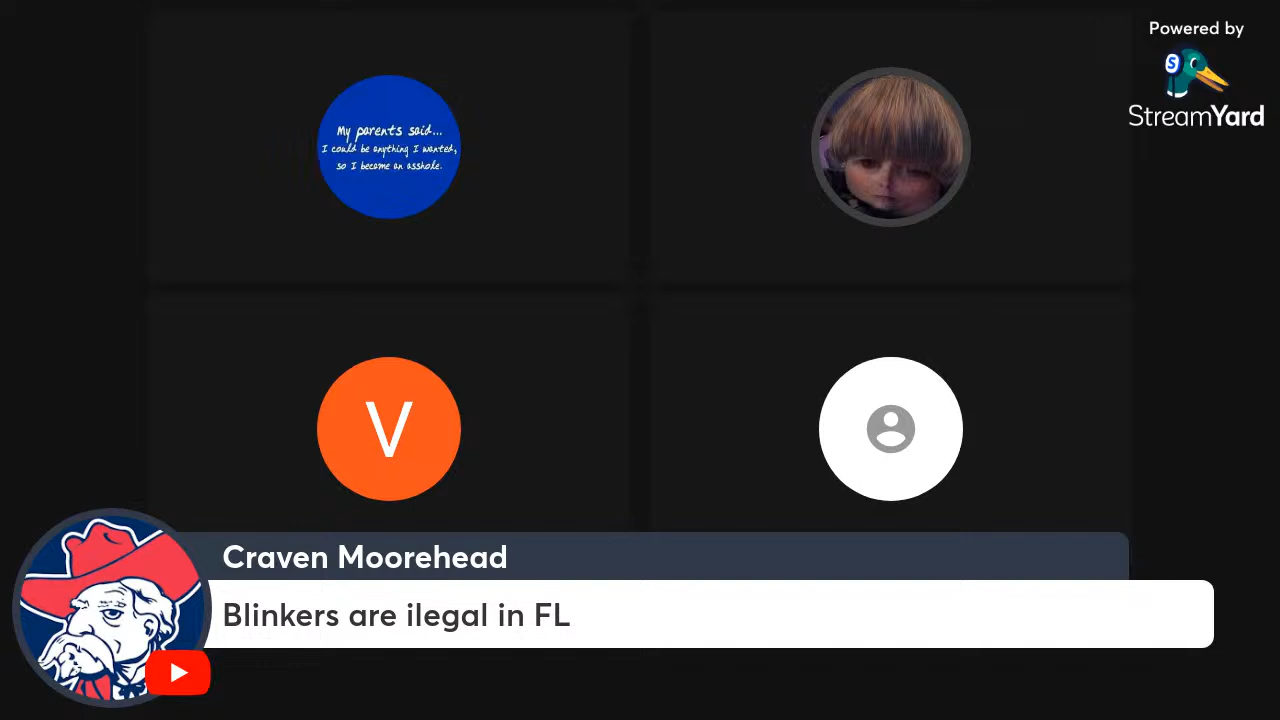 Powered by
StreamYard
My parents said...
I could be anything I wanted,
so I became an asshole.
V
Craven Moorehead
Blinkers are ilegal in FL